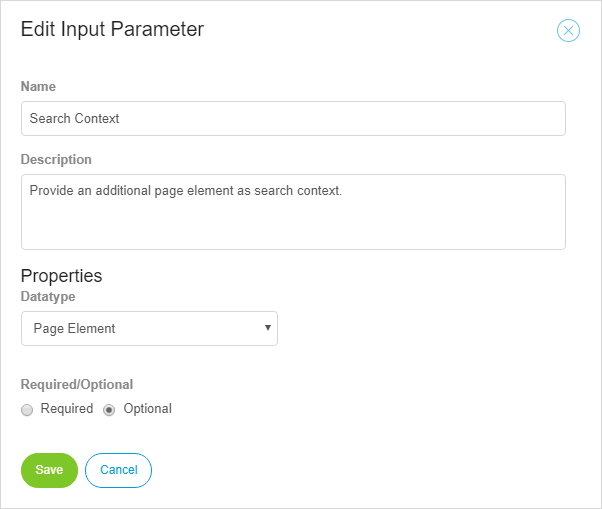 Edit Input Parameter
Name
Search Context
Description
Provide an additional page element as search context.
Properties
Datatype
Page Element
Required/Optional
Required Optional
Save Cancel